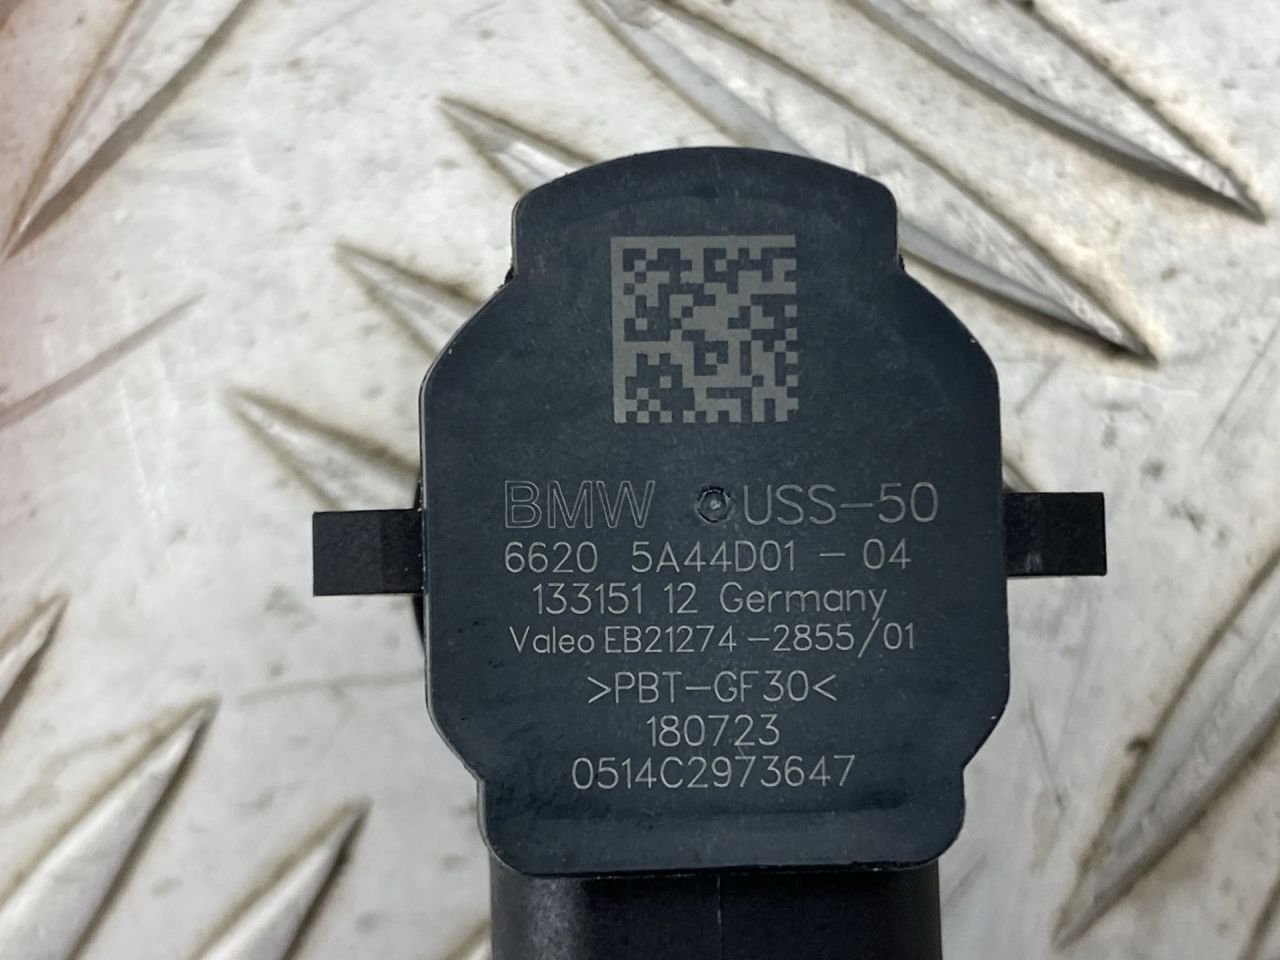 BMW USS-50
6620 5A44D01 - 04
133151 12 Germany
Valeo EB21274-2855/01
>PBT-GF30<
180723
0514C2973647